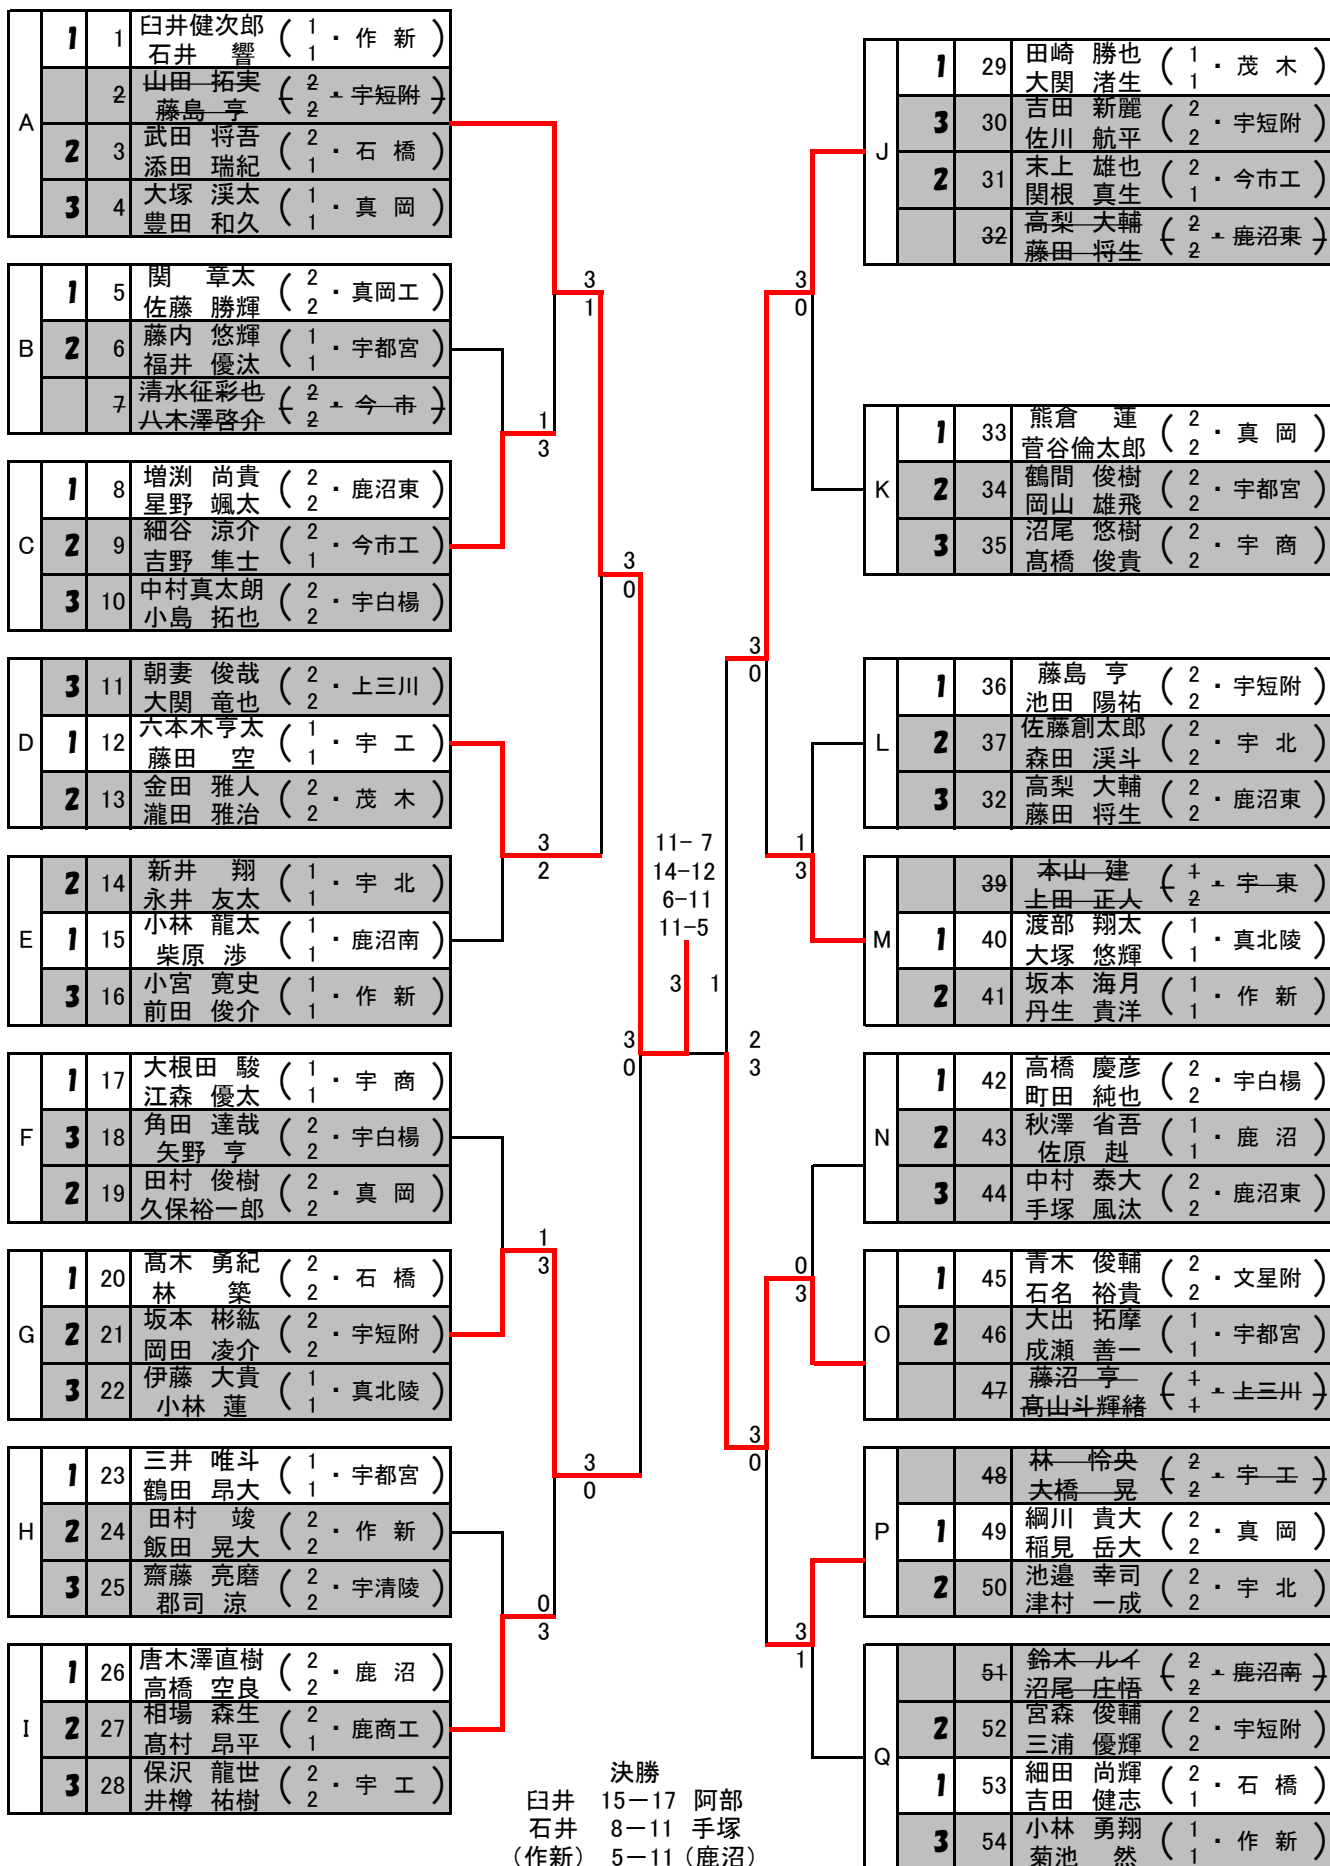 A
1 1 臼井健次郎 ( 1 ・ 作 新 )
石井 響 1
2 山田 拓実 ( 2 ・ 宇短附 )
藤島 亨 2
2 3 武田 将吾 ( 2 ・ 石 橋 )
添田 瑞紀 1
3 4 大塚 渓太 ( 1 ・ 真 岡 )
豊田 和久 1
B
1 5 関 章太 ( 2 ・ 真岡工 )
佐藤 勝輝 2
2 6 藤内 悠輝 ( 1 ・ 宇都宮 )
福井 優汰 1
7 清水征彩也 ( 2 ・ 今 市 )
八木澤啓介 2
C
1 8 増渕 尚貴 ( 2 ・ 鹿沼東 )
星野 颯太 2
2 9 細谷 涼介 ( 2 ・ 今市工 )
吉野 隼士 1
3 10 中村真太朗 ( 2 ・ 宇白楊 )
小島 拓也 2
D
3 11 朝妻 俊哉 ( 2 ・ 上三川 )
大関 竜也 2
1 12 六本木亨太 ( 1 ・ 宇 工 )
藤田 空 1
2 13 金田 雅人 ( 2 ・ 茂 木 )
瀧田 雅治 2
E
2 14 新井 翔 ( 1 ・ 宇 北 )
永井 友太 1
1 15 小林 龍太 ( 1 ・ 鹿沼南 )
柴原 渉 1
3 16 小宮 寛史 ( 1 ・ 作 新 )
前田 俊介 1
F
1 17 大根田 駿 ( 1 ・ 宇 商 )
江森 優太 1
3 18 角田 達哉 ( 2 ・ 宇白楊 )
矢野 亨 2
2 19 田村 俊樹 ( 2 ・ 真 岡 )
久保裕一郎 2
G
1 20 髙木 勇紀 ( 2 ・ 石 橋 )
林 築 2
2 21 坂本 彬紘 ( 2 ・ 宇短附 )
岡田 凌介 2
3 22 伊藤 大貴 ( 1 ・ 真北陵 )
小林 蓮 1
H
1 23 三井 唯斗 ( 1 ・ 宇都宮 )
鶴田 昂大 1
2 24 田村 竣 ( 2 ・ 作 新 )
飯田 晃大 2
3 25 齋藤 亮磨 ( 2 ・ 宇清陵 )
郡司 涼 2
I
1 26 唐木澤直樹 ( 2 ・ 鹿 沼 )
高橋 空良 2
2 27 相場 森生 ( 2 ・ 鹿商工 )
髙村 昂平 1
3 28 保沢 龍世 ( 2 ・ 宇 工 )
井樽 祐樹 2
3
1
1
3
3
0
3
2
3
0
1
3
3
0
0
3
11- 7
14-12
6-11
11-5
3 1
3
0
3
0
1
3
2
3
0
3
3
0
3
1
J
1 29 田崎 勝也 ( 1 ・ 茂 木 )
大関 渚生 1
3 30 吉田 新麗 ( 2 ・ 宇短附 )
佐川 航平 2
2 31 末上 雄也 ( 2 ・ 今市工 )
関根 真生 1
32 高梨 大輔 ( 2 ・ 鹿沼東 )
藤田 将生 2
K
1 33 熊倉 蓮 ( 2 ・ 真 岡 )
菅谷倫太郎 2
2 34 鶴間 俊樹 ( 2 ・ 宇都宮 )
岡山 雄飛 2
3 35 沼尾 悠樹 ( 2 ・ 宇 商 )
髙橋 俊貴 2
L
1 36 藤島 亨 ( 2 ・ 宇短附 )
池田 陽祐 2
2 37 佐藤創太郎 ( 2 ・ 宇 北 )
森田 渓斗 2
3 32 高梨 大輔 ( 2 ・ 鹿沼東 )
藤田 将生 2
M
39 本山 建 ( 1 ・ 宇 東 )
上田 正人 2
1 40 渡部 翔太 ( 1 ・ 真北陵 )
大塚 悠輝 1
2 41 坂本 海月 ( 1 ・ 作 新 )
丹生 貴洋 1
N
1 42 高橋 慶彦 ( 2 ・ 宇白楊 )
町田 純也 2
2 43 秋澤 省吾 ( 1 ・ 鹿 沼 )
佐原 赳 1
3 44 中村 泰大 ( 2 ・ 鹿沼東 )
手塚 風汰 2
O
1 45 青木 俊輔 ( 2 ・ 文星附 )
石名 裕貴 2
2 46 大出 拓摩 ( 1 ・ 宇都宮 )
成瀬 善一 1
47 藤沼 亨 ( 1 ・ 上三川 )
髙山斗輝緒 1
P
48 林 怜央 ( 2 ・ 宇 工 )
大橋 晃 2
1 49 綱川 貴大 ( 2 ・ 真 岡 )
稲見 岳大 2
2 50 池邉 幸司 ( 2 ・ 宇 北 )
津村 一成 2
Q
51 鈴木 ルイ ( 2 ・ 鹿沼南 )
沼尾 庄悟 2
2 52 宮森 俊輔 ( 2 ・ 宇短附 )
三浦 優輝 2
1 53 細田 尚輝 ( 2 ・ 石 橋 )
吉田 健志 1
3 54 小林 勇翔 ( 1 ・ 作 新 )
菊池 然 1
決勝
臼井 15－17 阿部
石井 8－11 手塚
(作新) 5－11 (鹿沼)